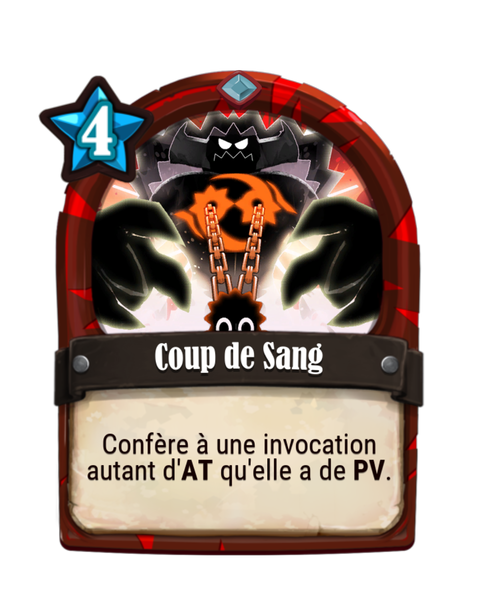 4
Coup de Sang
Confère à une invocation
autant d'AT qu'elle a de PV.